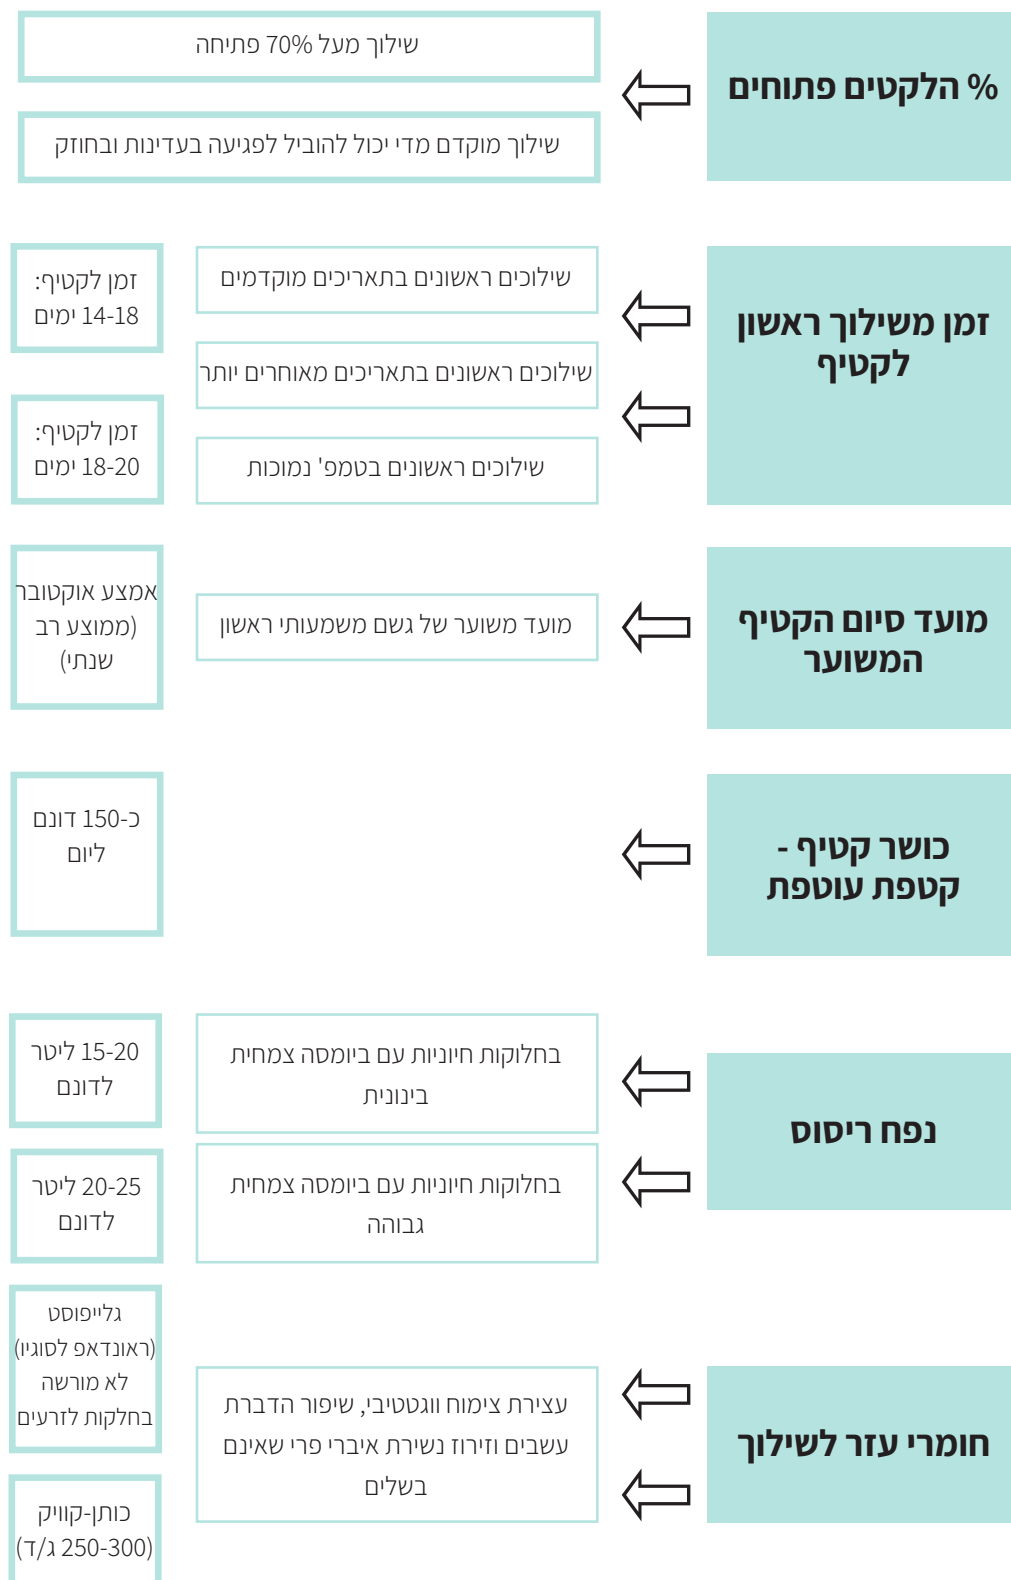 % הלקטים פתוחים
שילוך מעל 70% פתיחה
שילוך מוקדם מדי יכול להוביל לפגיעה בעדינות ובחוזק
זמן משילוך ראשון
לקטיף
שילוכים ראשונים בתאריכים מוקדמים
זמן לקטיף:
14-18 ימים
שילוכים ראשונים בתאריכים מאוחרים יותר
שילוכים ראשונים בטמפ' נמוכות
זמן לקטיף:
18-20 ימים
מועד סיום הקטיף
המשוער
מועד משוער של גשם משמעותי ראשון
אמצע אוקטובר
(ממוצע רב
שנתי)
כושר קטיף -
קטפת עוטפת
כ-150 דונם
ליום
נפח ריסוס
בחלוקות חיוניות עם ביומסה צמחית
בינונית
15-20 ליטר
לדונם
בחלוקות חיוניות עם ביומסה צמחית
גבוהה
20-25 ליטר
לדונם
חומרי עזר לשילוך
עצירת צימוח ווגטטיבי, שיפור הדברת
עשבים וזירוז נשירת איברי פרי שאינם
בשלים
גלייפוסט
(ראונדאפ לסוגיו)
לא מורשה
בחלקות לזרעים
כותן-קוויק
(250-300 ג/ד)